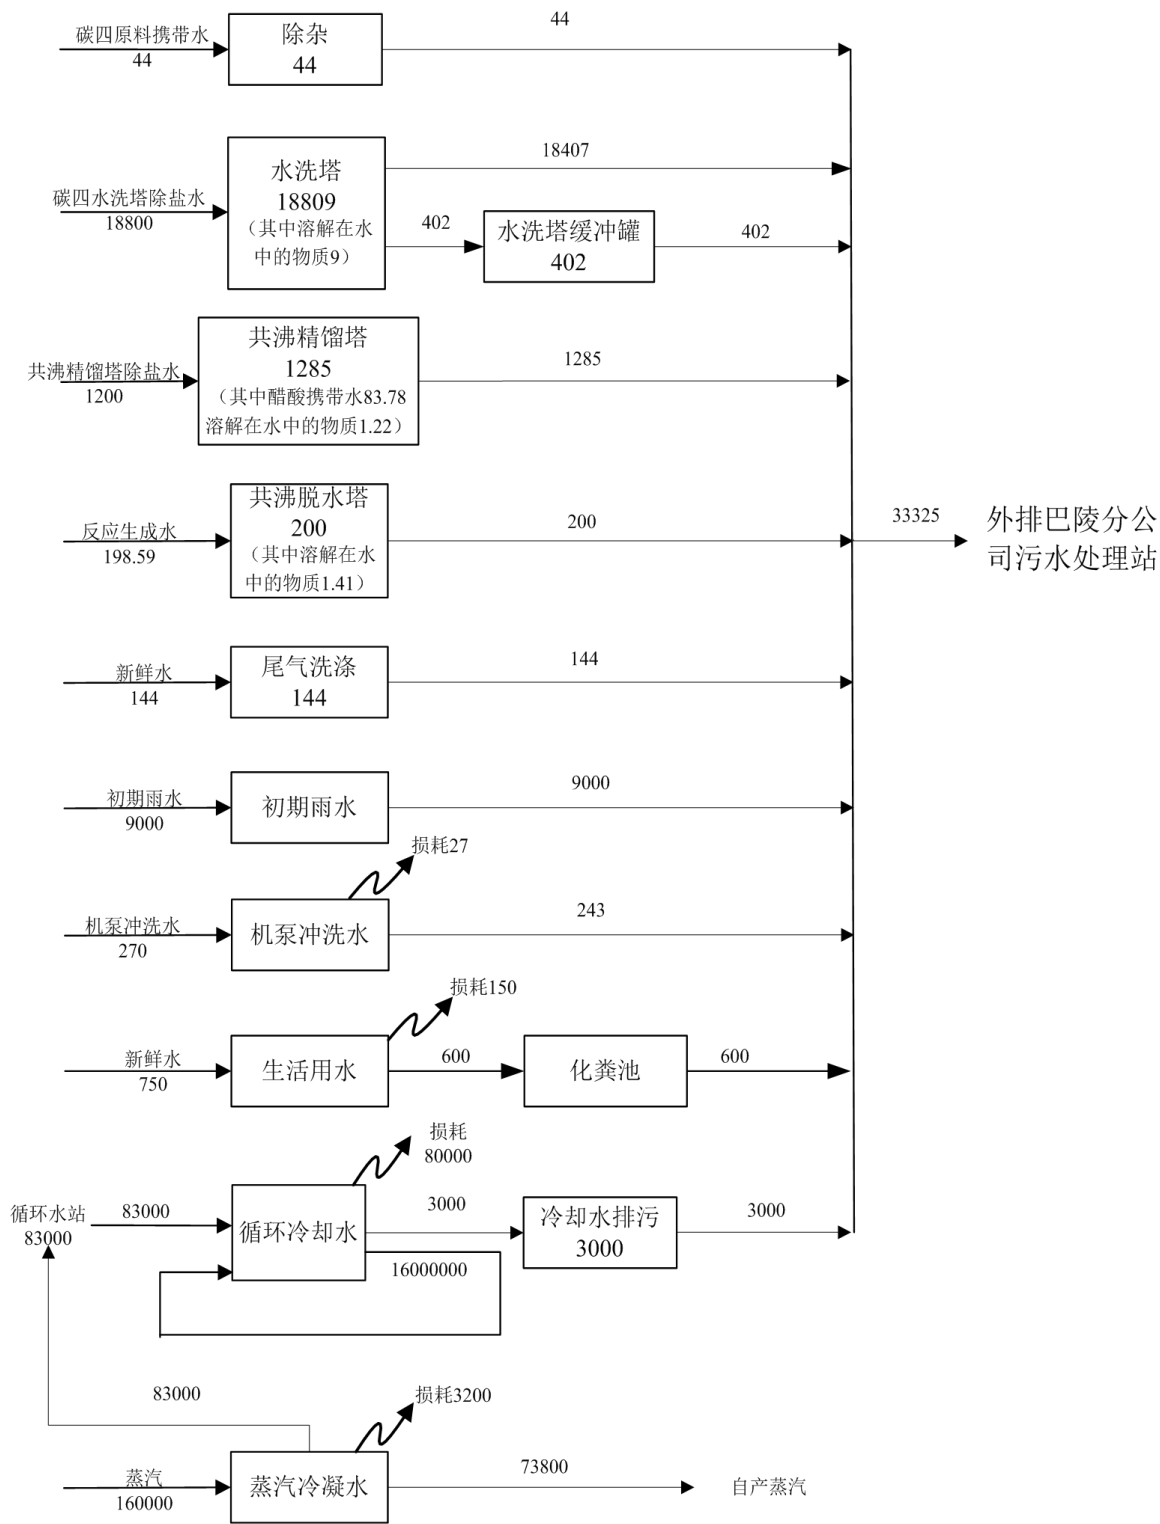 44
碳四原料携带水
44
除杂
44
18407
碳四水洗塔除盐水
18800
水洗塔
18809
（其中溶解在水
中的物质9）
402
水洗塔缓冲罐
402
402
共沸精馏塔除盐水
1200
共沸精馏塔
1285
（其中醋酸携带水83.78
溶解在水中的物质1.22）
1285
反应生成水
198.59
共沸脱水塔
200
（其中溶解在水
中的物质1.41）
200
33325
外排巴陵分公
司污水处理站
新鲜水
144
尾气洗涤
144
144
初期雨水
9000
初期雨水
9000
损耗27
机泵冲洗水
270
机泵冲洗水
243
损耗150
新鲜水
750
生活用水
600
化粪池
600
损耗
80000
循环水站
83000
83000
循环冷却水
3000
16000000
冷却水排污
3000
3000
83000
损耗3200
蒸汽
160000
蒸汽冷凝水
73800
自产蒸汽